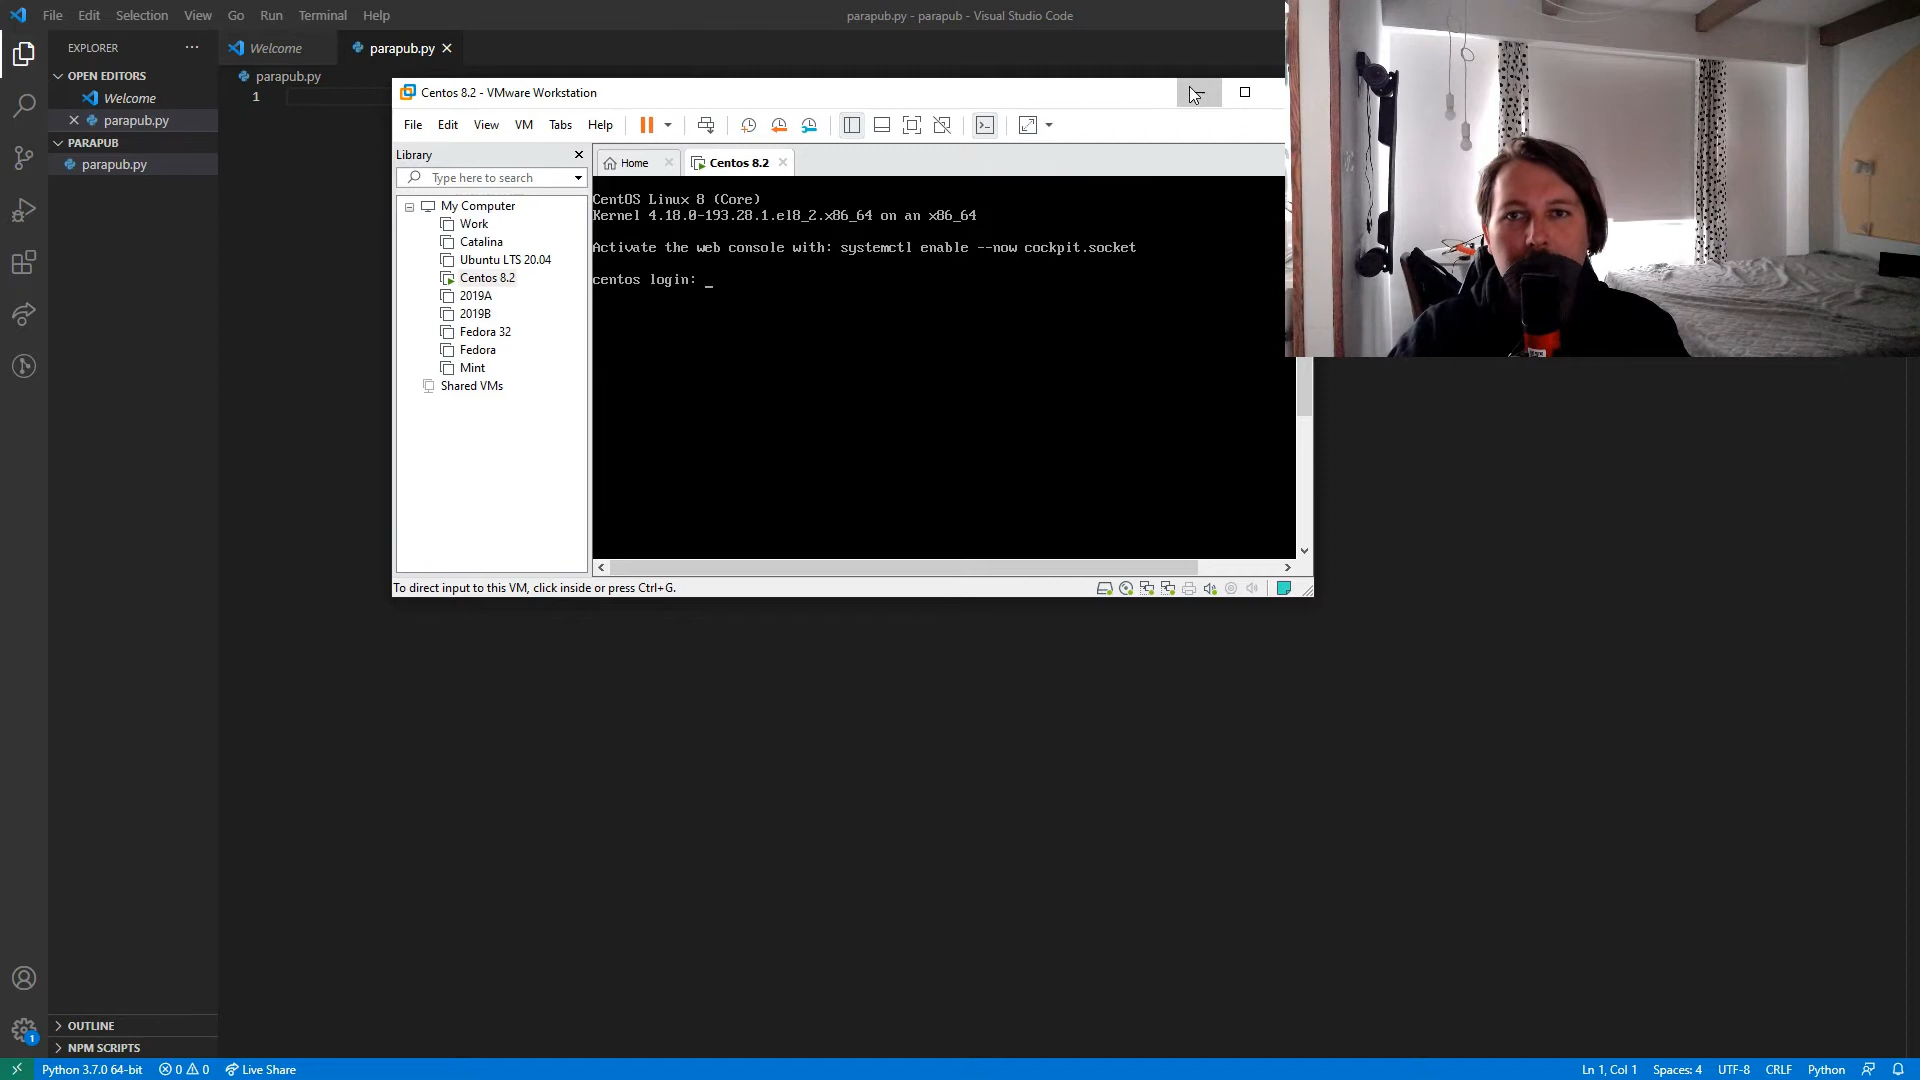 File Edit Selection View Go Run Terminal Help
parapub.py - parapub - Visual Studio Code
EXPLORER
OPEN EDITORS
Welcome
parapub.py
PARAPUB
parapub.py
OUTLINE
NPM SCRIPTS
Welcome
parapub.py
parapub.py
1
Centos 8.2 - VMware Workstation
File Edit View VM Tabs Help
Library
Type here to search
My Computer
Work
Catalina
Ubuntu LTS 20.04
Centos 8.2
2019A
2019B
Fedora 32
Fedora
Mint
Shared VMs
Home
Centos 8.2
CentOS Linux 8 (Core)
Kernel 4.18.0-193.28.1.el8_2.x86_64 on an x86_64
Activate the web console with: systemctl enable --now cockpit.socket
centos login: _
To direct input to this VM, click inside or press Ctrl+G.
1
Python 3.7.0 64-bit 0 0 Live Share
Ln 1, Col 1 Spaces: 4 UTF-8 CRLF Python